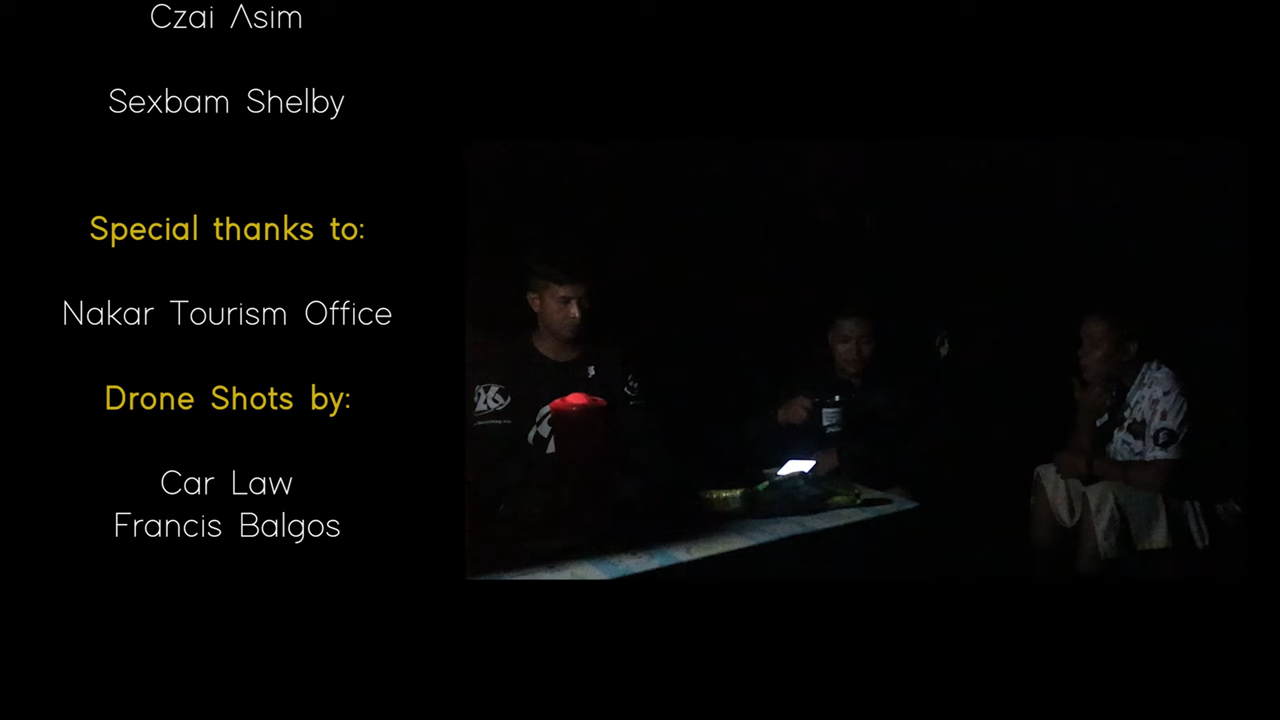 Czai Asim
Sexbam Shelby
Special thanks to:
Nakar Tourism Office
Drone Shots by:
Car Law
Francis Balgos